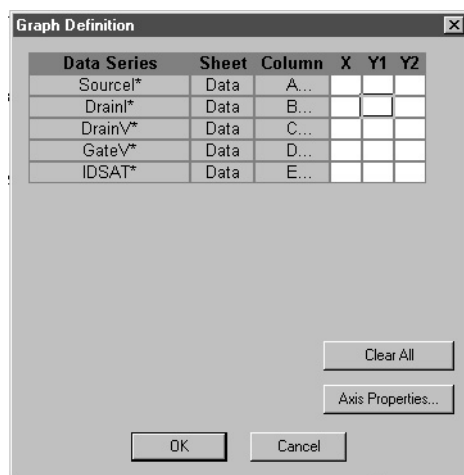 Graph Definition
Data Series Sheet Column X Y1 Y2
SourceI* Data A...
DrainI* Data B...
DrainV* Data C...
GateV* Data D...
IDSAT* Data E...
Clear All
Axis Properties...
OK Cancel